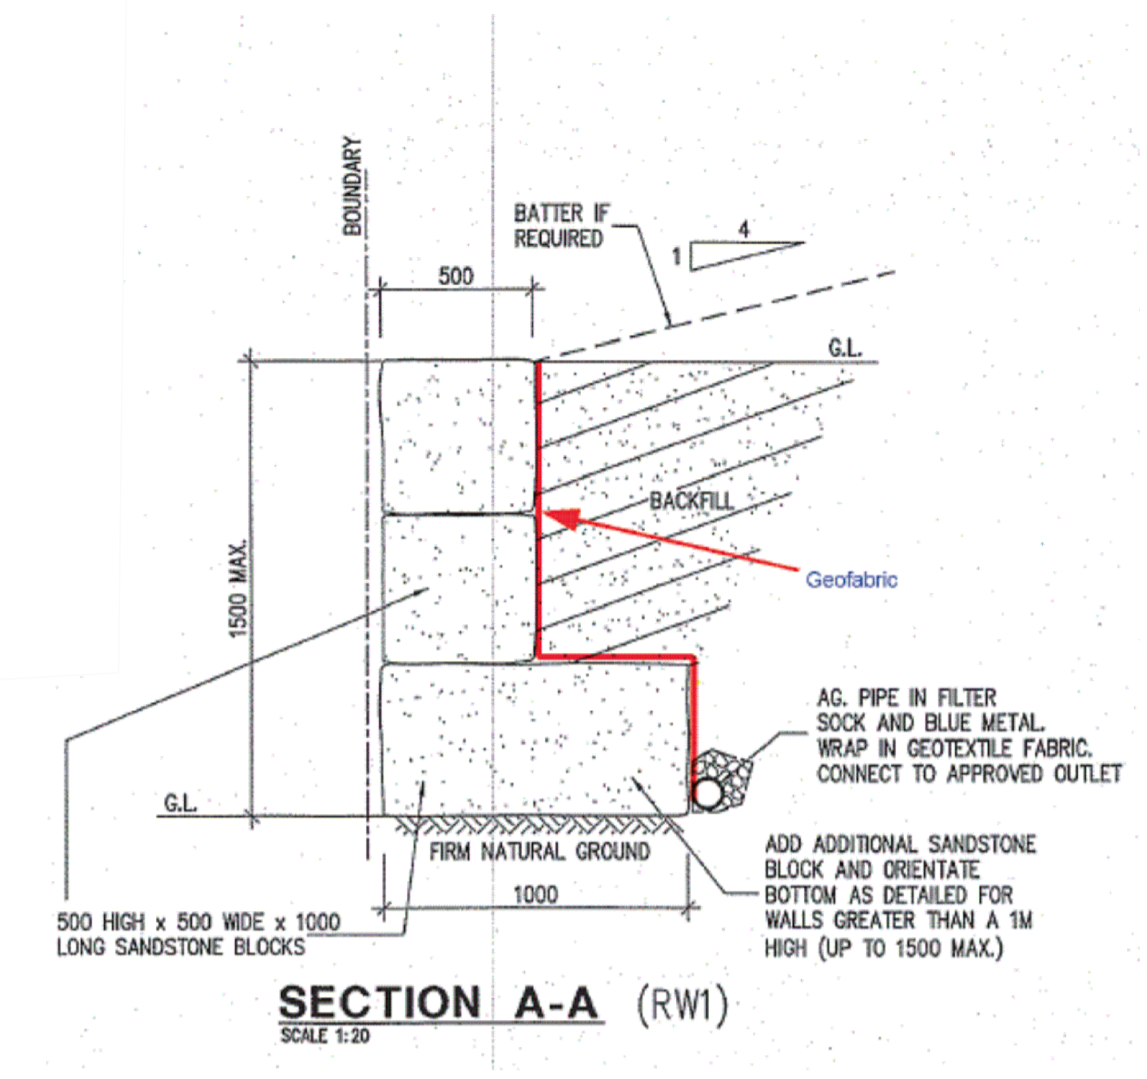 BOUNDARY
BATTER IF
REQUIRED
4
1
500
G.L.
BACKFILL
Geofabric
1500 MAX.
AG. PIPE IN FILTER
SOCK AND BLUE METAL.
WRAP IN GEOTEXTILE FABRIC.
CONNECT TO APPROVED OUTLET
G.L.
FIRM NATURAL GROUND
ADD ADDITIONAL SANDSTONE
BLOCK AND ORIENTATE
BOTTOM AS DETAILED FOR
WALLS GREATER THAN A 1M
HIGH (UP TO 1500 MAX.)
1000
500 HIGH x 500 WIDE x 1000
LONG SANDSTONE BLOCKS
SECTION A-A (RW1)
SCALE 1:20